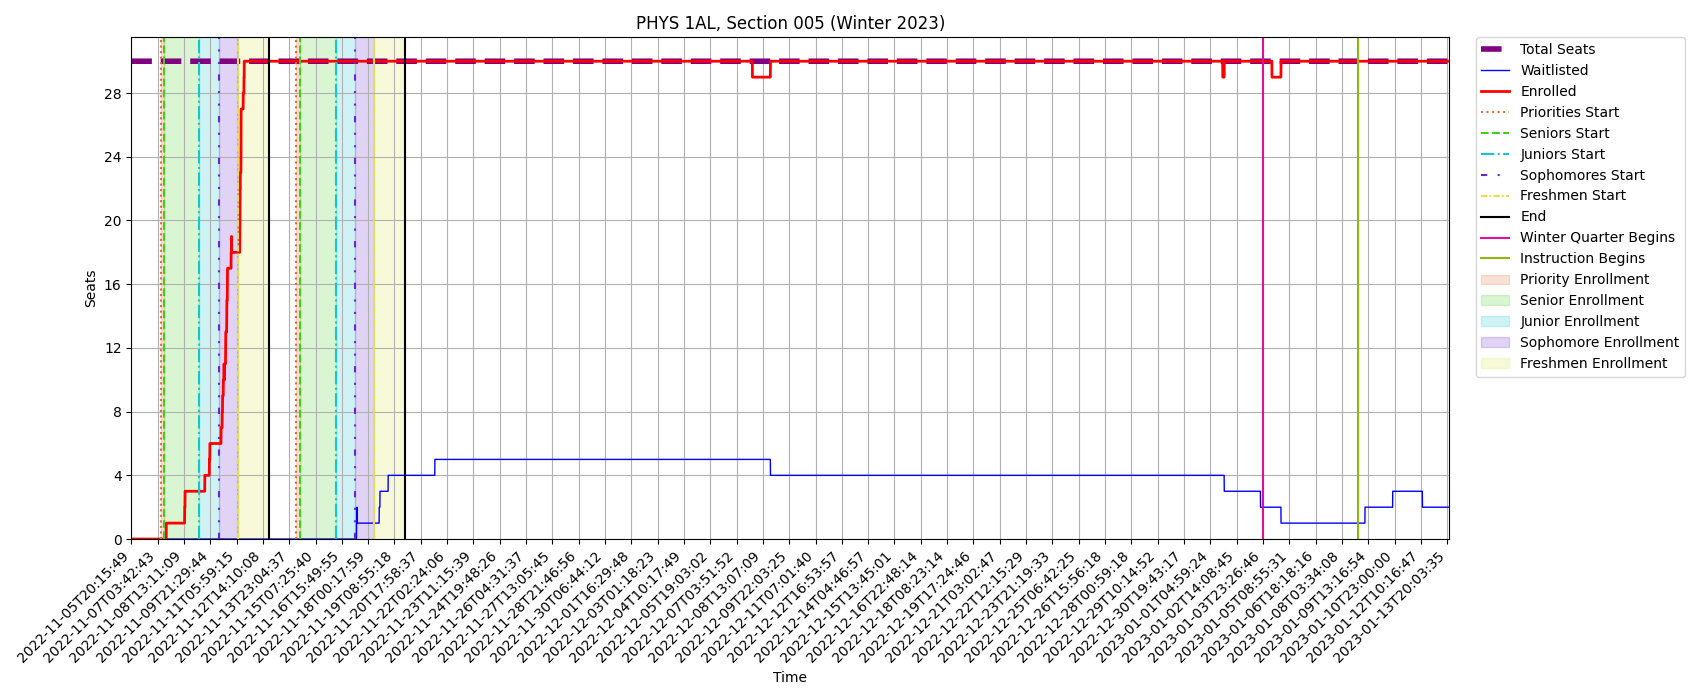 PHYS 1AL, Section 005 (Winter 2023)
Seats
28
24
20
16
12
8
4
0
2022-11-05T20:15:49
2022-11-07T03:42:43
2022-11-08T13:11:09
2022-11-09T21:29:44
2022-11-11T05:59:15
2022-11-12T14:10:08
2022-11-13T23:04:37
2022-11-15T07:25:40
2022-11-16T15:49:55
2022-11-18T00:17:59
2022-11-19T08:55:18
2022-11-20T17:58:37
2022-11-22T02:24:06
2022-11-23T11:15:39
2022-11-24T19:48:26
2022-11-26T04:31:37
2022-11-27T13:05:45
2022-11-28T21:46:56
2022-11-30T06:44:12
2022-12-01T16:29:48
2022-12-03T01:18:23
2022-12-04T10:17:49
2022-12-05T19:03:02
2022-12-07T03:51:52
2022-12-08T13:07:09
2022-12-09T22:03:25
2022-12-11T07:01:40
2022-12-12T16:53:57
2022-12-14T04:46:57
2022-12-15T13:45:01
2022-12-16T22:48:14
2022-12-18T08:23:14
2022-12-19T17:24:46
2022-12-21T03:02:47
2022-12-22T12:15:29
2022-12-23T21:19:33
2022-12-25T06:42:25
2022-12-26T15:56:18
2022-12-28T00:59:18
2022-12-29T10:14:52
2022-12-30T19:43:17
2023-01-01T04:59:24
2023-01-02T14:08:45
2023-01-03T23:26:46
2023-01-05T08:55:31
2023-01-06T18:18:16
2023-01-08T03:34:08
2023-01-09T13:16:54
2023-01-10T23:00:00
2023-01-12T10:16:47
2023-01-13T20:03:35
Time
Total Seats
Waitlisted
Enrolled
Priorities Start
Seniors Start
Juniors Start
Sophomores Start
Freshmen Start
End
Winter Quarter Begins
Instruction Begins
Priority Enrollment
Senior Enrollment
Junior Enrollment
Sophomore Enrollment
Freshmen Enrollment